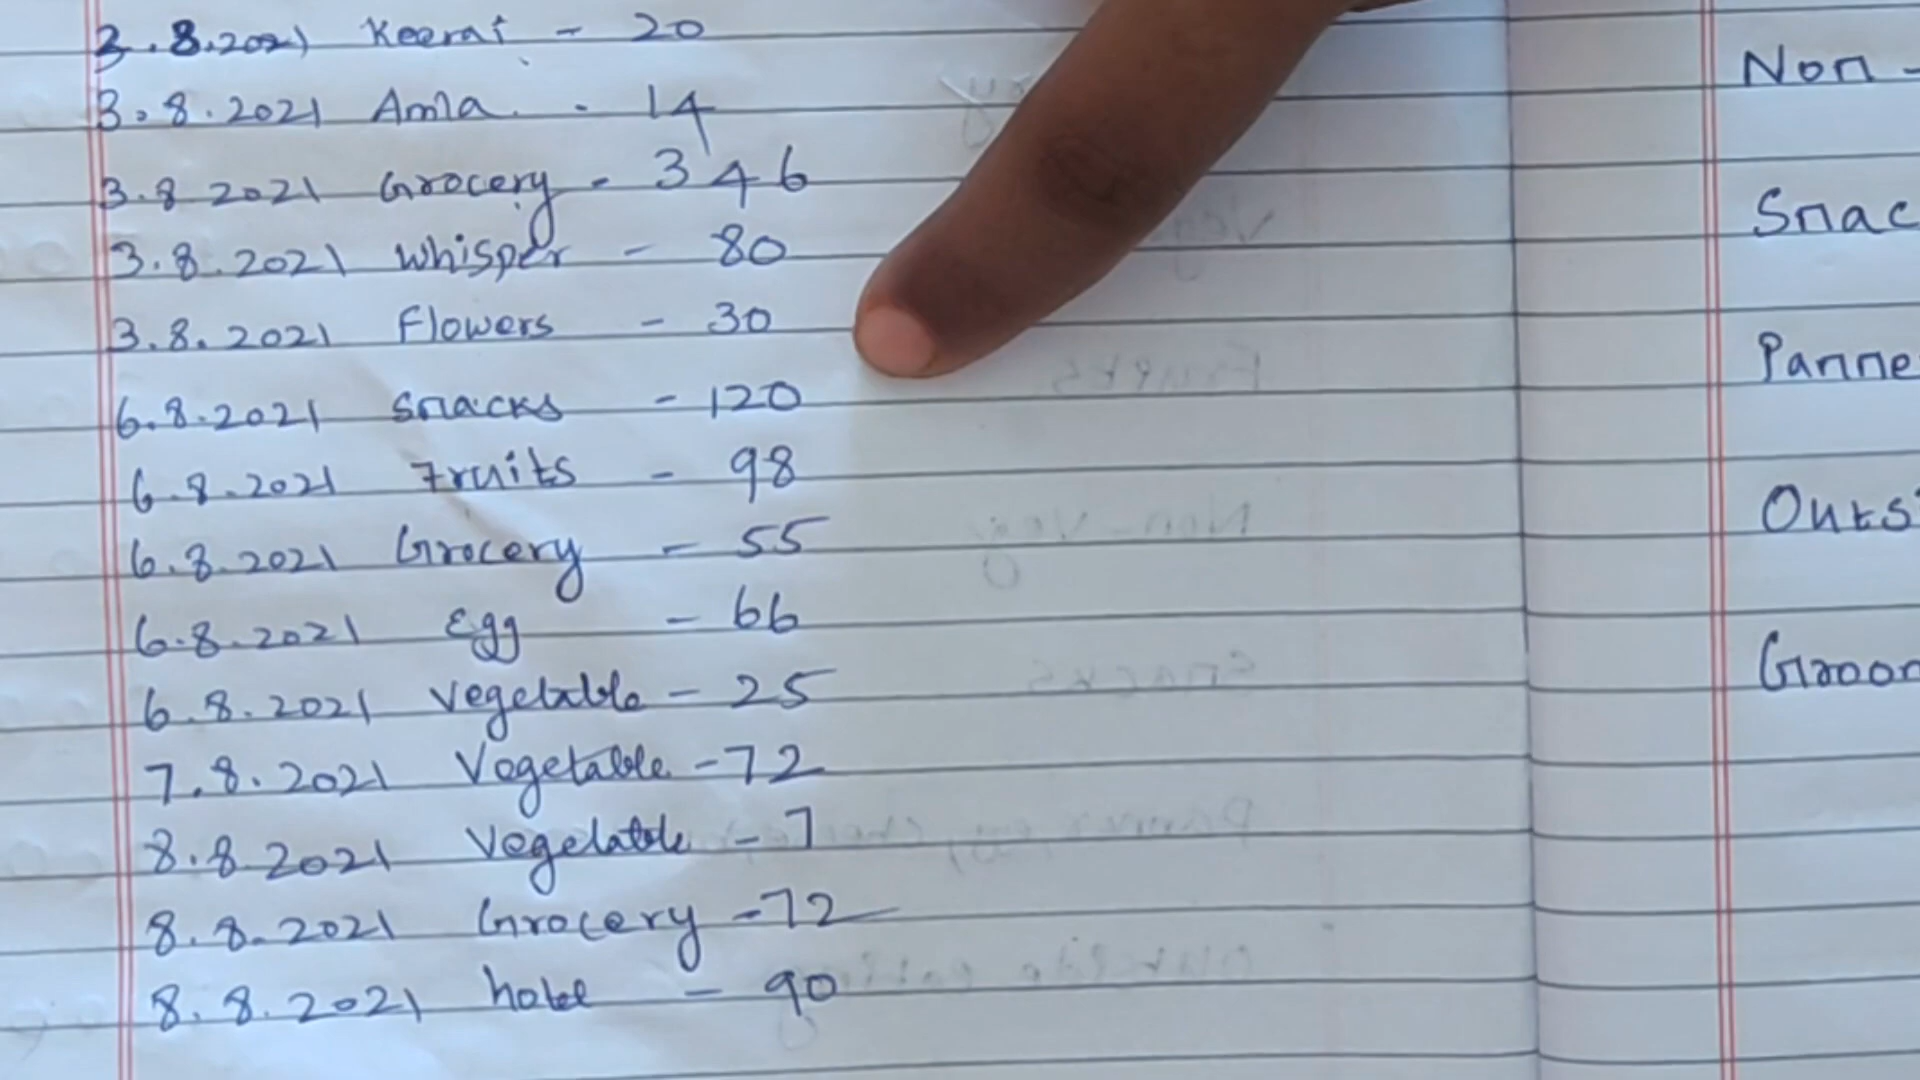 3.8.2021 Keerai - 20
3.8.2021 Amla - 14
3.8.2021 Grocery - 346
3.8.2021 Whisper - 80
3.8.2021 Flowers - 30
6.8.2021 Snacks - 120
6.8.2021 Fruits - 98
6.8.2021 Grocery - 55
6.8.2021 Egg - 66
6.8.2021 Vegetable - 25
7.8.2021 Vegetable - 72
8.8.2021 Vegetable - 7
8.8.2021 Grocery - 72
8.8.2021 hotel - 90
Non -
Snac
Panne
Outs
Groom